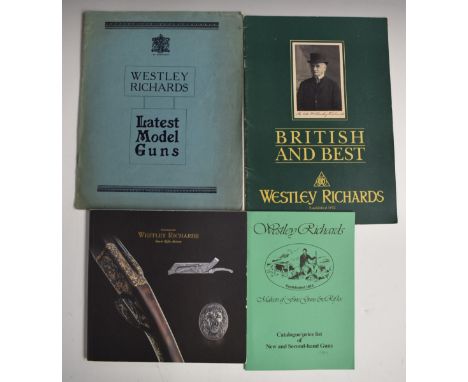 WESTLEY
RICHARDS
Latest
Model
Guns
BRITISH
AND BEST
WESTLEY RICHARDS
Established 1812
WESTLEY RICHARDS
Westley Richards
Established 1812
Makers of Fine Guns & Rifles
Catalogue/price list
of
New and Second-hand Guns